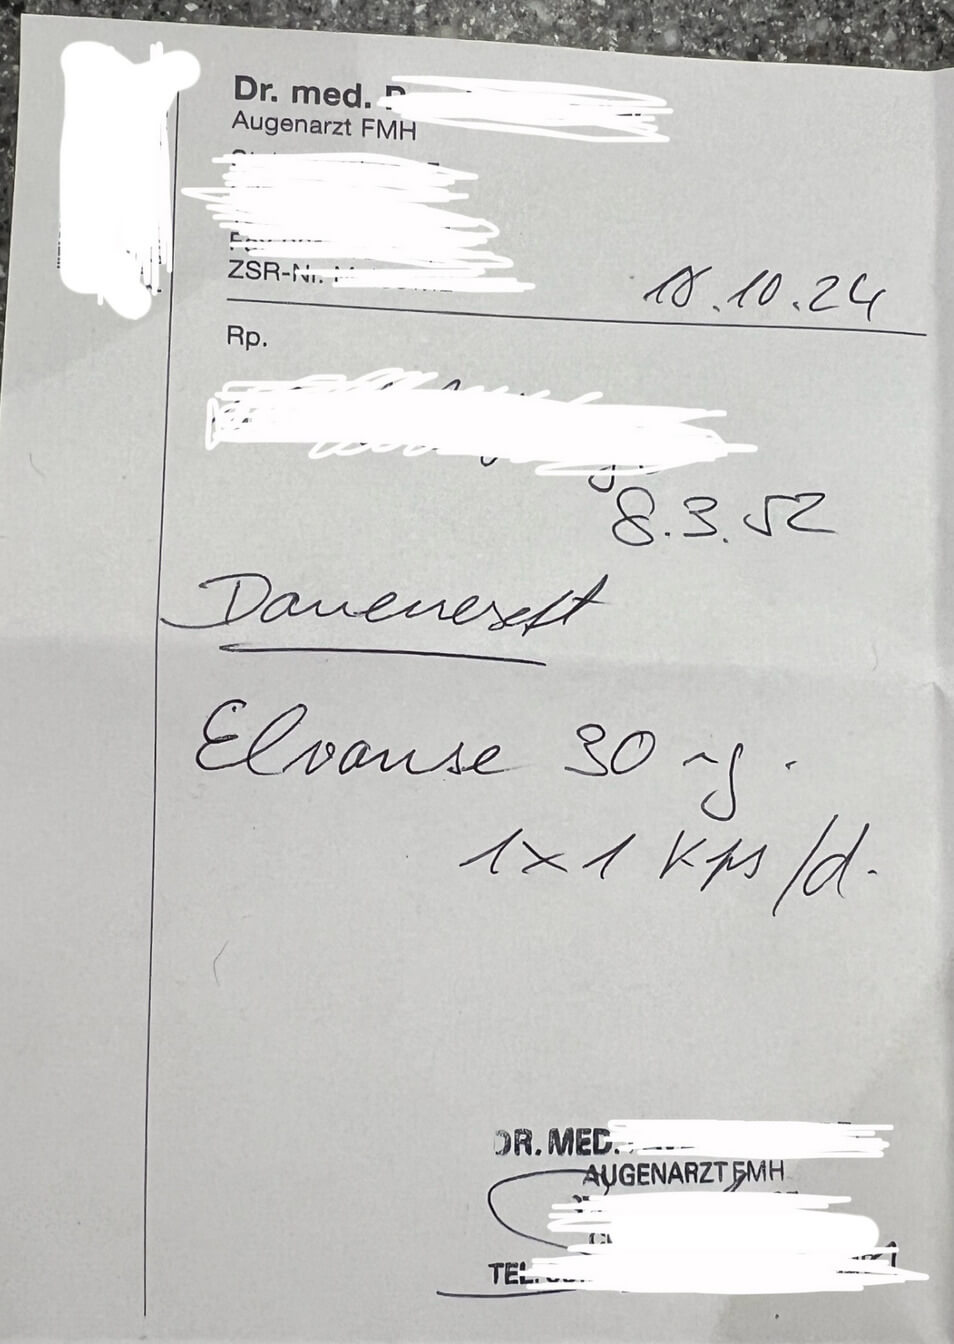 Dr. med.
Augenarzt FMH
ZSR-Nr.
18.10.24
Rp.
8.3.52
Dauerrezept
Elvanse 30 mg.
1x1 Kps/d.
DR. MED.
AUGENARZT FMH
TEL.